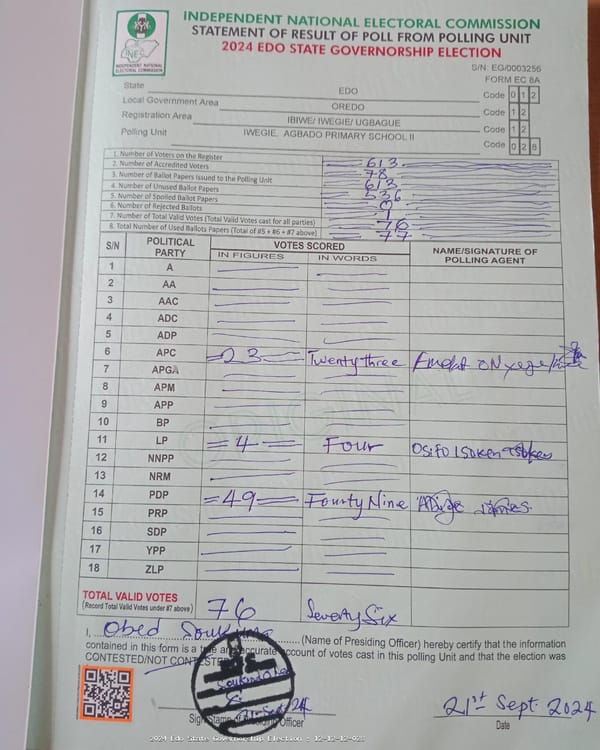 INDEPENDENT NATIONAL ELECTORAL COMMISSION
STATEMENT OF RESULT OF POLL FROM POLLING UNIT
2024 EDO STATE GOVERNORSHIP ELECTION
INEC
INDEPENDENT NATIONAL ELECTORAL COMMISSION
S/N: EG/0003256
FORM EC 8A
State EDO Code 0 1 2
Local Government Area OREDO Code 1 2
Registration Area IBIWE/ IWEGIE/ UGBAGUE Code 1 2
Polling Unit IWEGIE, AGBADO PRIMARY SCHOOL II Code 0 2 8
1. Number of Voters on the Register 613
2. Number of Accredited Voters 78
3. Number of Ballot Papers issued to the Polling Unit 613
4. Number of Unused Ballot Papers 536
5. Number of Spoiled Ballot Papers 0
6. Number of Rejected Ballots 1
7. Number of Total Valid Votes (Total Valid Votes cast for all parties) 76
8. Total Number of Used Ballots Papers (Total of #5 + #6 + #7 above) 77
S/N POLITICAL PARTY VOTES SCORED NAME/SIGNATURE OF POLLING AGENT
IN FIGURES IN WORDS
1 A
2 AA
3 AAC
4 ADC
5 ADP
6 APC 23 Twenty three
7 APGA
8 APM
9 APP
10 BP
11 LP =4= Four Osifo Isoken
12 NNPP
13 NRM
14 PDP =49= Fourty Nine James
15 PRP
16 SDP
17 YPP
18 ZLP
ORIGINAL
TOTAL VALID VOTES 76 Seventy Six
(Record Total Valid Votes under #7 above)
I, Obed (Name of Presiding Officer) hereby certify that the information
contained in this form is a true and accurate account of votes cast in this polling Unit and that the election was
CONTESTED/NOT CONTESTED
21st Sept. 2024
Sign/Stamp of Presiding Officer Date
2024 Edo State Governorship Election : 12-12-12-028